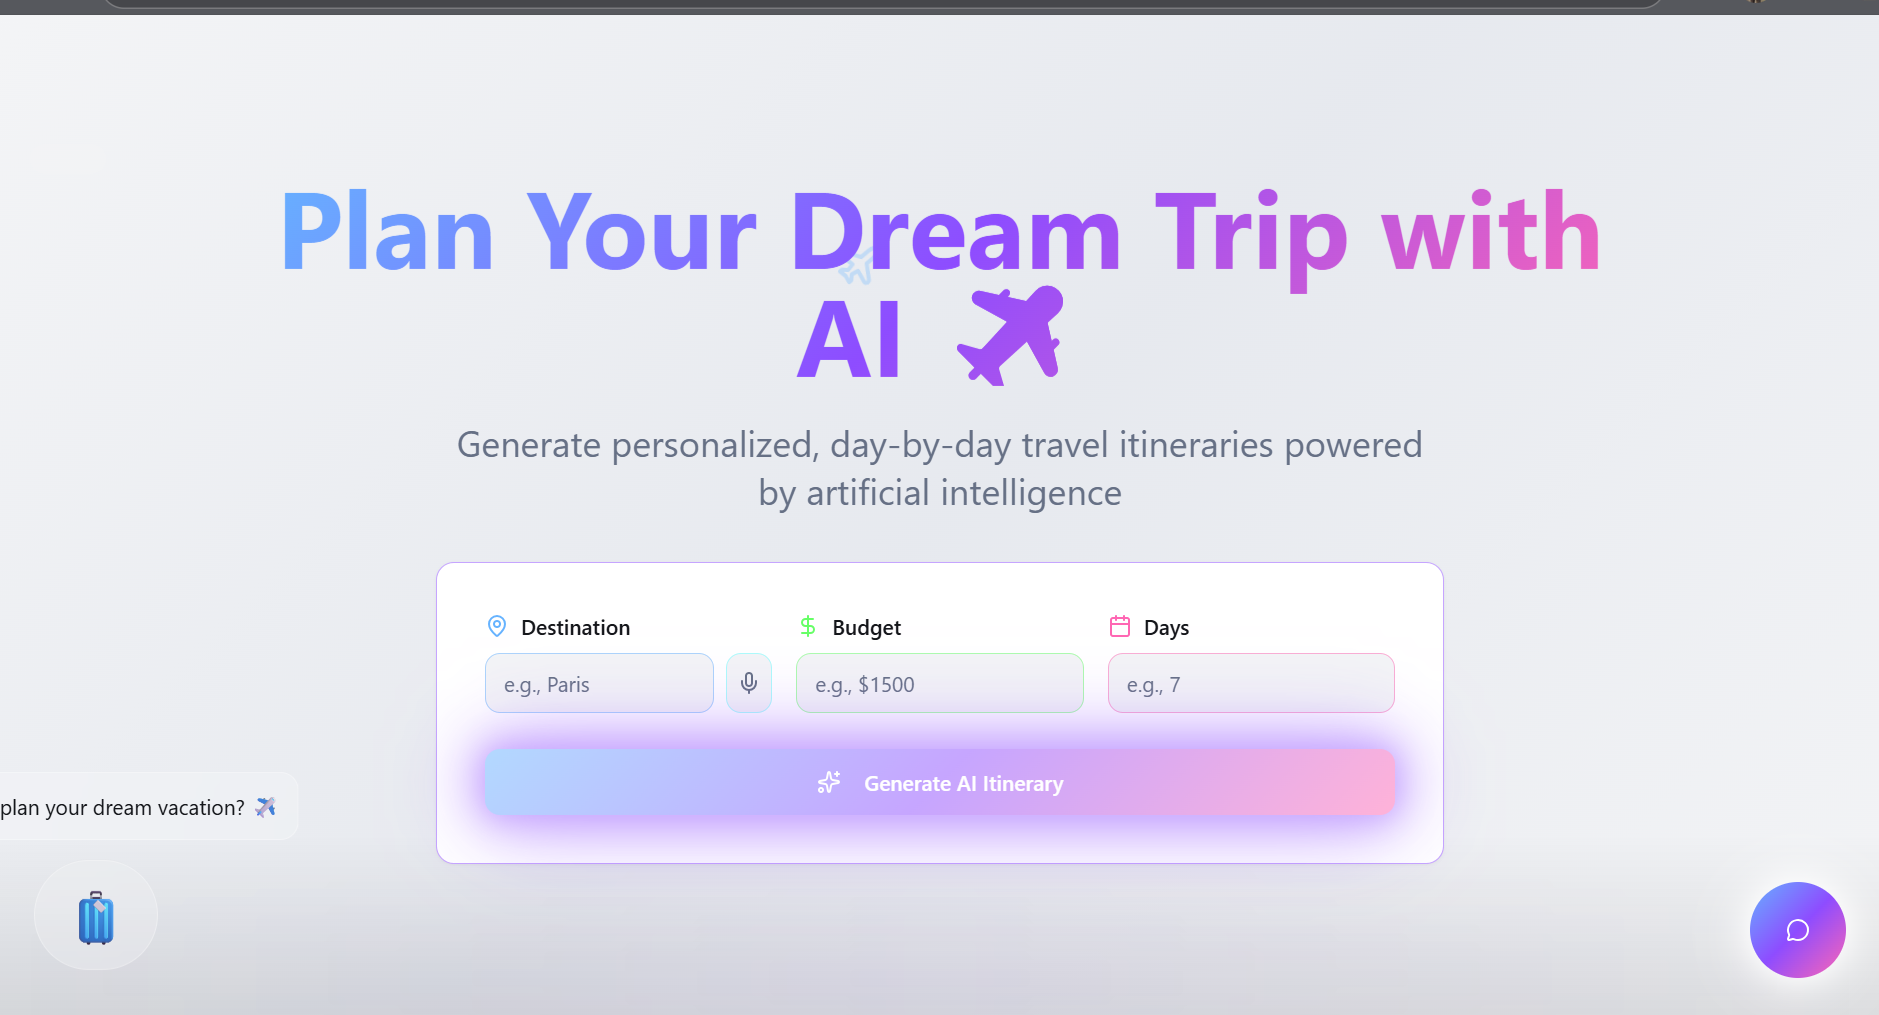 Plan Your Dream Trip with
AI ✈
Generate personalized, day-by-day travel itineraries powered
by artificial intelligence
Destination
Budget
Days
e.g., Paris
e.g., $1500
e.g., 7
Generate AI Itinerary
plan your dream vacation? ✈️